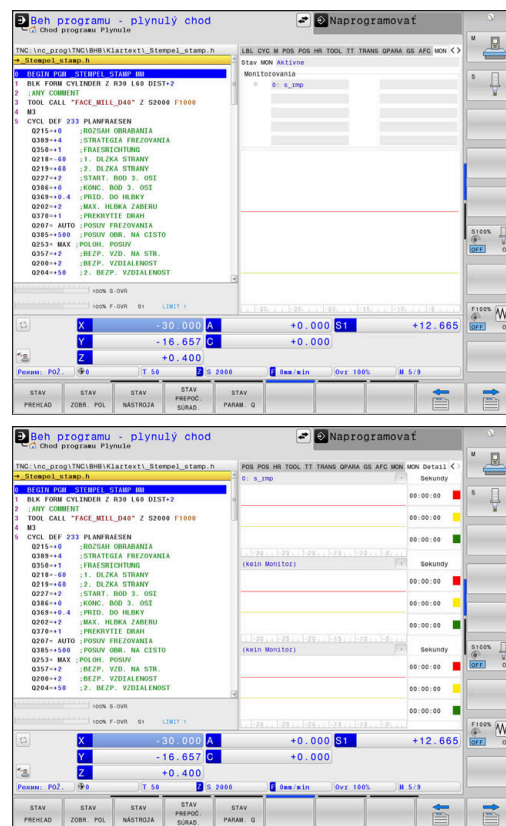 Beh programu - plynulý chod
Chod programu Plynule
Naprogramovať
TNC:\nc_prog\TNC\BHB\Klartext\_Stempel_stamp.h
→_Stempel_stamp.h
0 BEGIN PGM _STEMPEL_STAMP MM
1 BLK FORM CYLINDER Z R30 L60 DIST+2
2 ;ANY COMMENT
3 TOOL CALL "FACE_MILL_D40" Z S2000 F1000
4 M3
5 CYCL DEF 233 PLANFRAESEN
Q215=+0 ;ROZSAH OBRABANIA
Q389=+4 ;STRATEGIA FREZOVANIA
Q350=+1 ;FRAESRICHTUNG
Q218=-60 ;1. DLZKA STRANY
Q219=+60 ;2. DLZKA STRANY
Q227=+2 ;START. BOD 3. OSI
Q386=+0 ;KONC. BOD 3. OSI
Q369=+0.4 ;PRID. DO HLBKY
Q202=+2 ;MAX. HLBKA ZABERU
Q370=+1 ;PREKRYTIE DRAH
Q207= AUTO ;POSUV FREZOVANIA
Q385=+500 ;POSUV OBR. NA CISTO
Q253= MAX ;POLOH. POSUV
Q357=+2 ;BEZP. VZD. NA STR.
Q200=+2 ;BEZP. VZDIALENOST
Q204=+50 ;2. BEZP. VZDIALENOST
LBL CYC M POS POS HR TOOL TT TRANS QPARA GS AFC MON
Stav MON Aktívne
Monitorovania
0: s_rmp
100% S-OVR
100% F-OVR S1 LIMIT 1
X -30.000 A +0.000 S1 +12.665
Y -16.657 C +0.000
Z +0.400
Режим: POŽ. 0 T 50 Z S 2000 F 0mm/min Ovr 100% M 5/9
STAV PREHĽAD
STAV ZOBR. POL
STAV NÁSTROJA
STAV PREPOČ. SÚRAD.
STAV PARAM. Q
M
S
S100%
OFF
F100%
OFF
Beh programu - plynulý chod
Chod programu Plynule
Naprogramovať
TNC:\nc_prog\TNC\BHB\Klartext\_Stempel_stamp.h
→_Stempel_stamp.h
0 BEGIN PGM _STEMPEL_STAMP MM
1 BLK FORM CYLINDER Z R30 L60 DIST+2
2 ;ANY COMMENT
3 TOOL CALL "FACE_MILL_D40" Z S2000 F1000
4 M3
5 CYCL DEF 233 PLANFRAESEN
Q215=+0 ;ROZSAH OBRABANIA
Q389=+4 ;STRATEGIA FREZOVANIA
Q350=+1 ;FRAESRICHTUNG
Q218=-60 ;1. DLZKA STRANY
Q219=+60 ;2. DLZKA STRANY
Q227=+2 ;START. BOD 3. OSI
Q386=+0 ;KONC. BOD 3. OSI
Q369=+0.4 ;PRID. DO HLBKY
Q202=+2 ;MAX. HLBKA ZABERU
Q370=+1 ;PREKRYTIE DRAH
Q207= AUTO ;POSUV FREZOVANIA
Q385=+500 ;POSUV OBR. NA CISTO
Q253= MAX ;POLOH. POSUV
Q357=+2 ;BEZP. VZD. NA STR.
Q200=+2 ;BEZP. VZDIALENOST
Q204=+50 ;2. BEZP. VZDIALENOST
POS POS HR TOOL TT TRANS QPARA GS AFC MON MON Detail
0: s_rmp Sekundy
00:00:00
00:00:00
00:00:00
(kein Monitor) Sekundy
00:00:00
00:00:00
00:00:00
(kein Monitor) Sekundy
00:00:00
00:00:00
00:00:00
100% S-OVR
100% F-OVR S1 LIMIT 1
X -30.000 A +0.000 S1 +12.665
Y -16.657 C +0.000
Z +0.400
Режим: POŽ. 0 T 50 Z S 2000 F 0mm/min Ovr 100% M 5/9
STAV PREHĽAD
STAV ZOBR. POL
STAV NÁSTROJA
STAV PREPOČ. SÚRAD.
STAV PARAM. Q
M
S
S100%
OFF
F100%
OFF